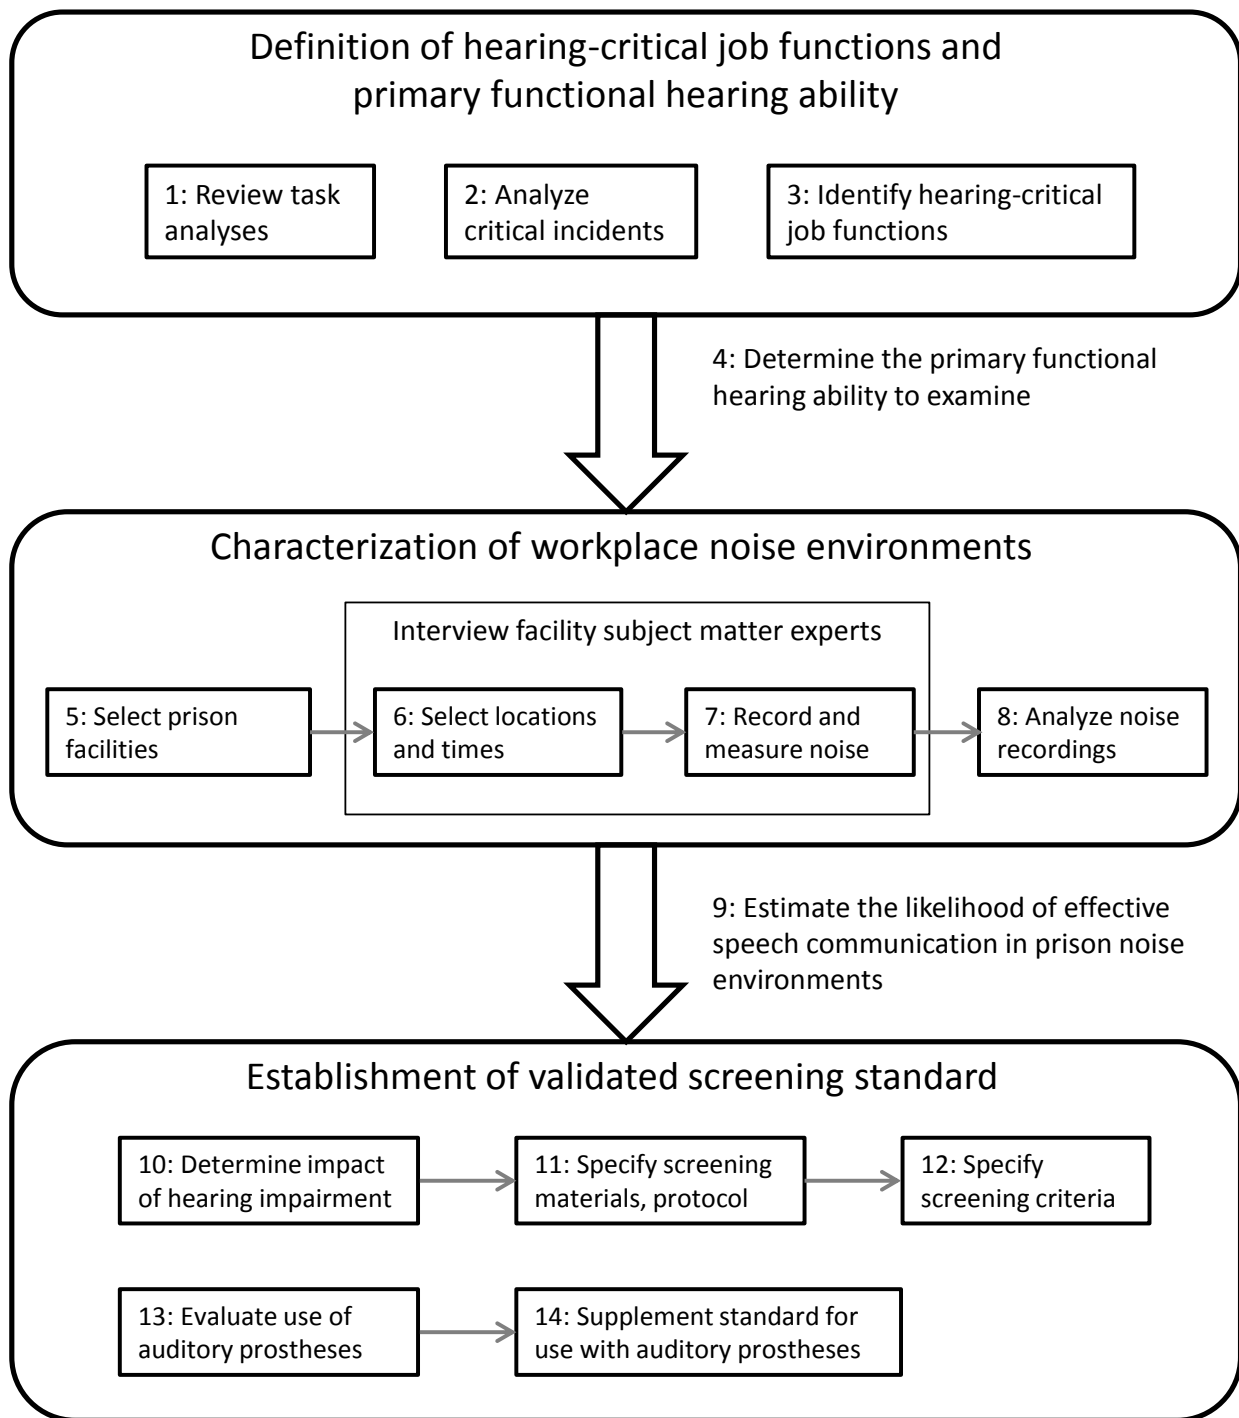 Definition of hearing-critical job functions and
primary functional hearing ability
1: Review task
analyses
2: Analyze
critical incidents
3: Identify hearing-critical
job functions
4: Determine the primary functional
hearing ability to examine
Characterization of workplace noise environments
Interview facility subject matter experts
5: Select prison
facilities
6: Select locations
and times
7: Record and
measure noise
8: Analyze noise
recordings
9: Estimate the likelihood of effective
speech communication in prison noise
environments
Establishment of validated screening standard
10: Determine impact
of hearing impairment
11: Specify screening
materials, protocol
12: Specify
screening criteria
13: Evaluate use of
auditory prostheses
14: Supplement standard for
use with auditory prostheses